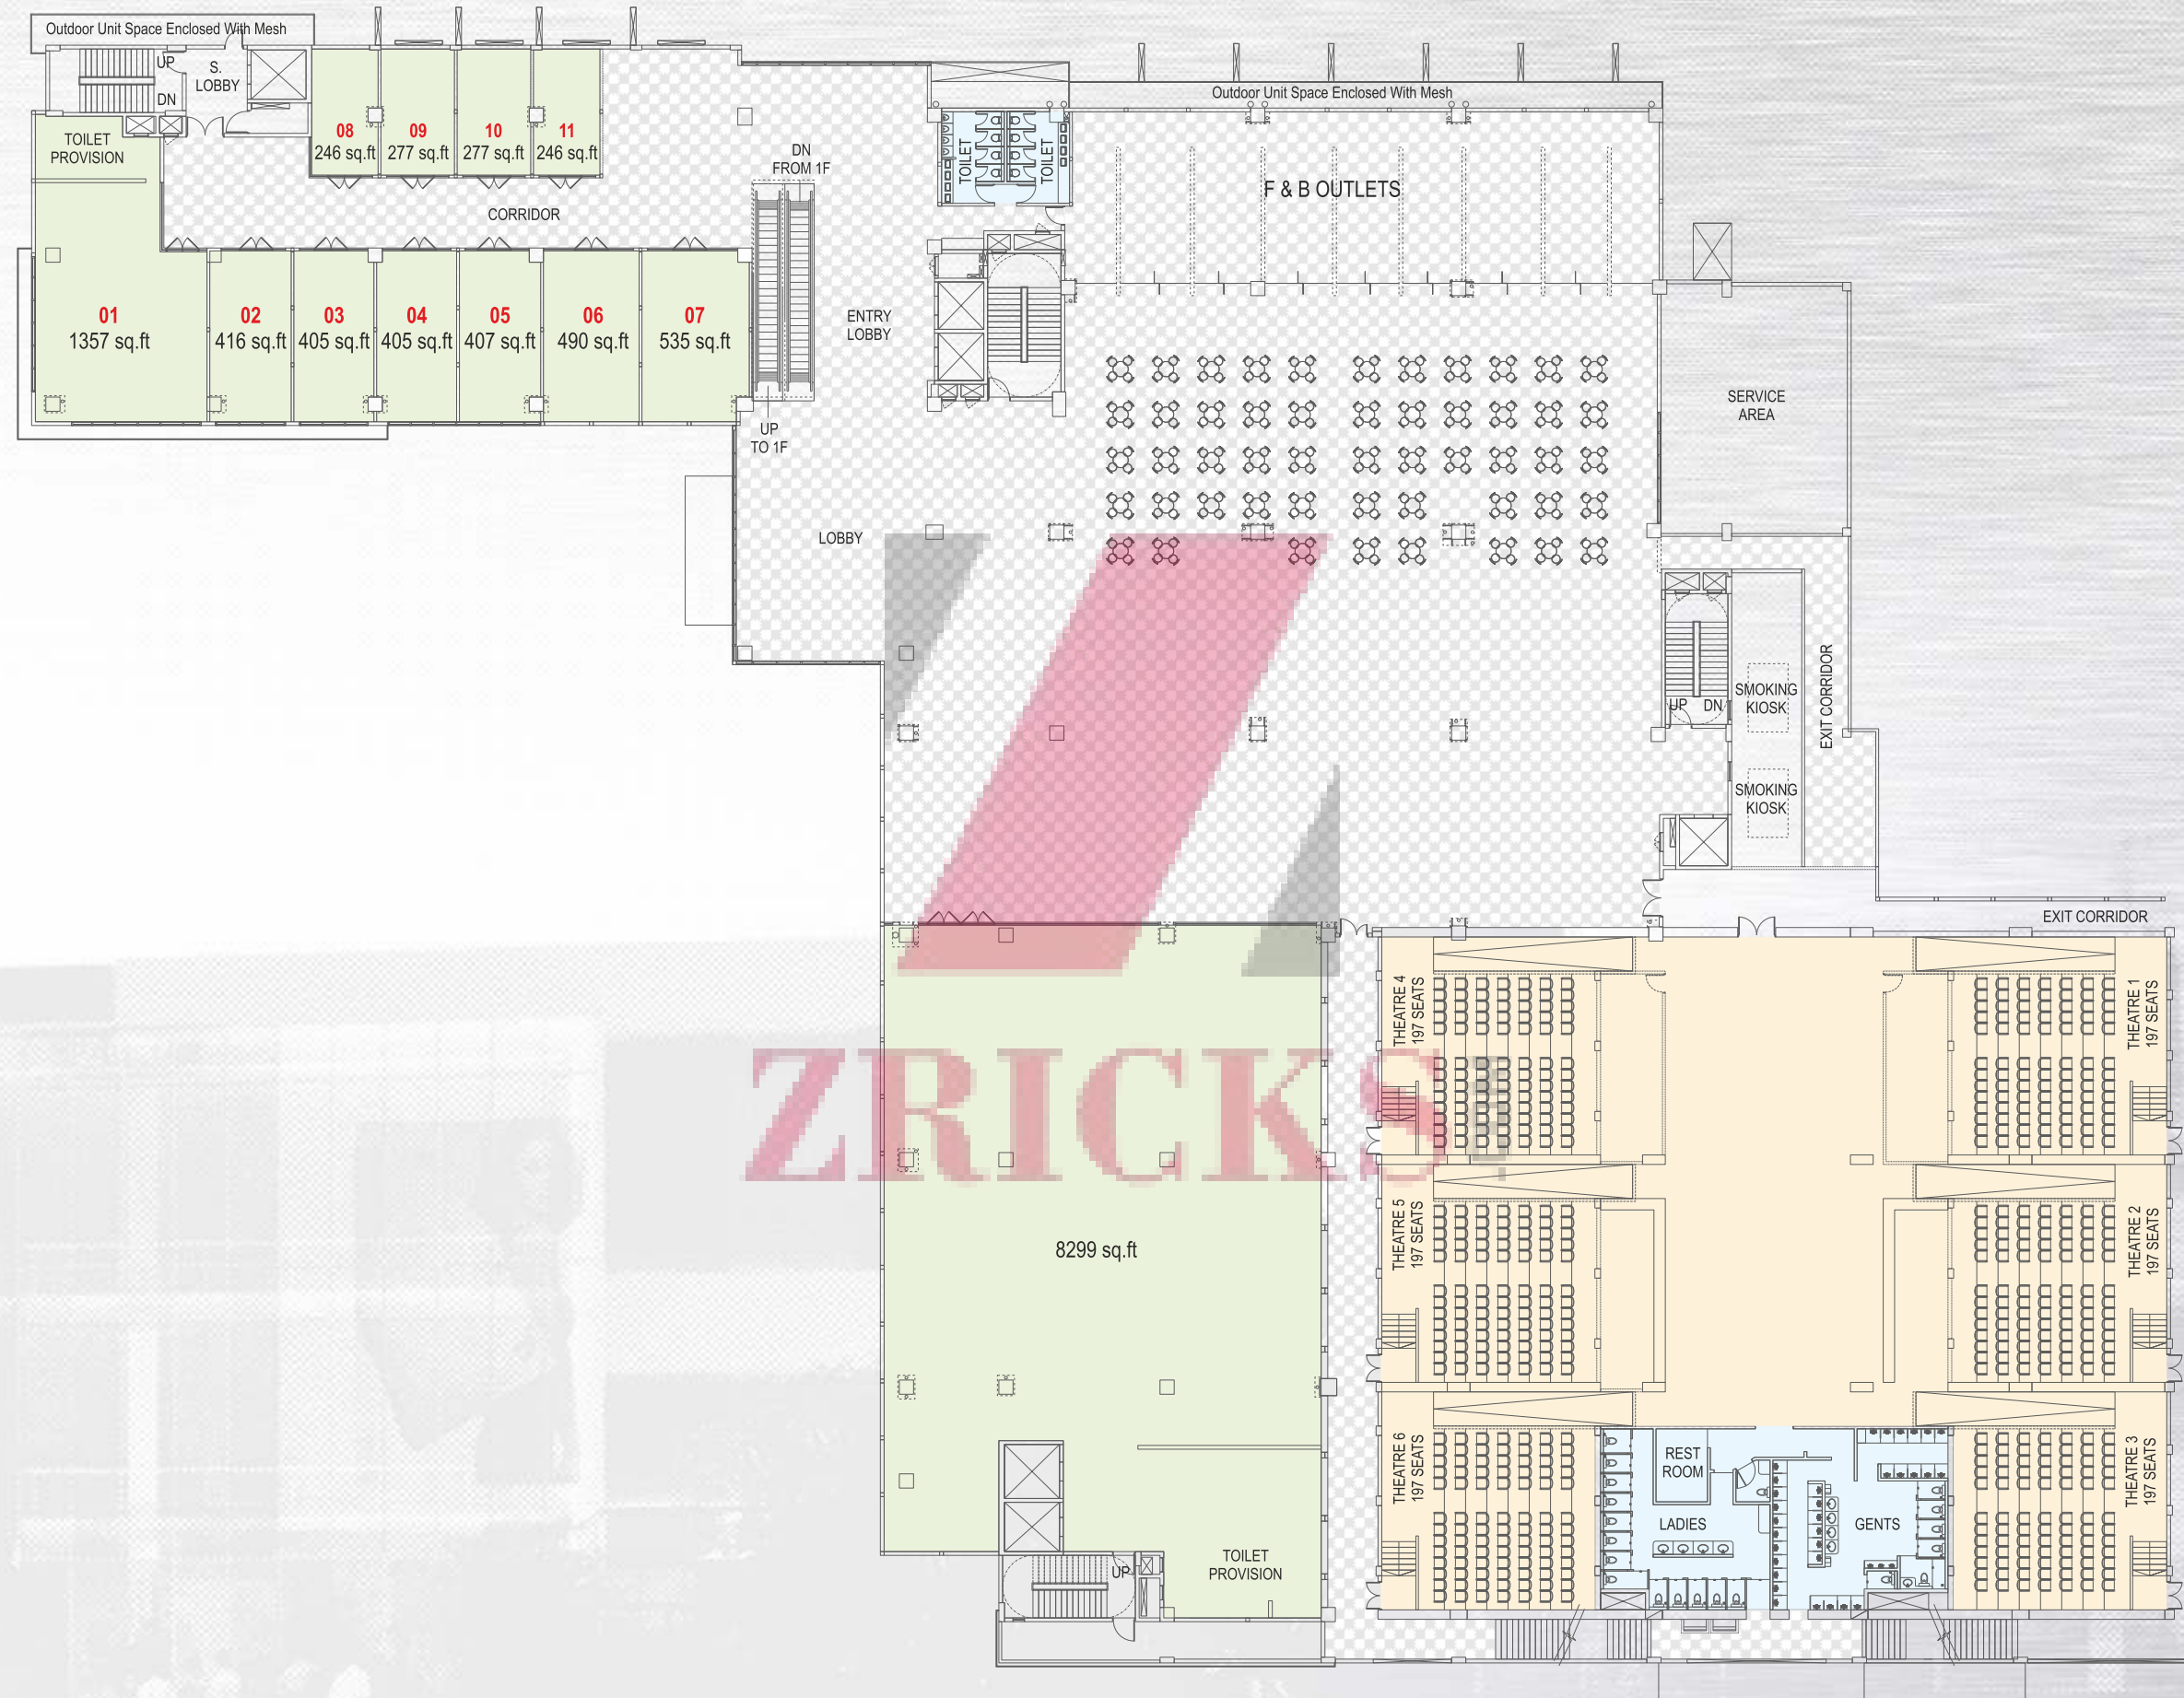 Outdoor Unit Space Enclosed With Mesh
UP
S.
LOBBY
DN
TOILET
PROVISION
08
246 sq.ft
09
277 sq.ft
10
277 sq.ft
11
246 sq.ft
CORRIDOR
01
1357 sq.ft
02
416 sq.ft
03
405 sq.ft
04
405 sq.ft
05
407 sq.ft
06
490 sq.ft
07
535 sq.ft
DN
FROM 1F
UP
TO 1F
ENTRY
LOBBY
LOBBY
TOILET
TOILET
Outdoor Unit Space Enclosed With Mesh
F & B OUTLETS
SERVICE
AREA
UP
DN
SMOKING
KIOSK
SMOKING
KIOSK
EXIT CORRIDOR
EXIT CORRIDOR
THEATRE 4
197 SEATS
THEATRE 1
197 SEATS
ZRICKS
.COM
THEATRE 5
197 SEATS
THEATRE 2
197 SEATS
8299 sq.ft
THEATRE 6
197 SEATS
THEATRE 3
197 SEATS
REST
ROOM
LADIES
GENTS
TOILET
PROVISION
UP